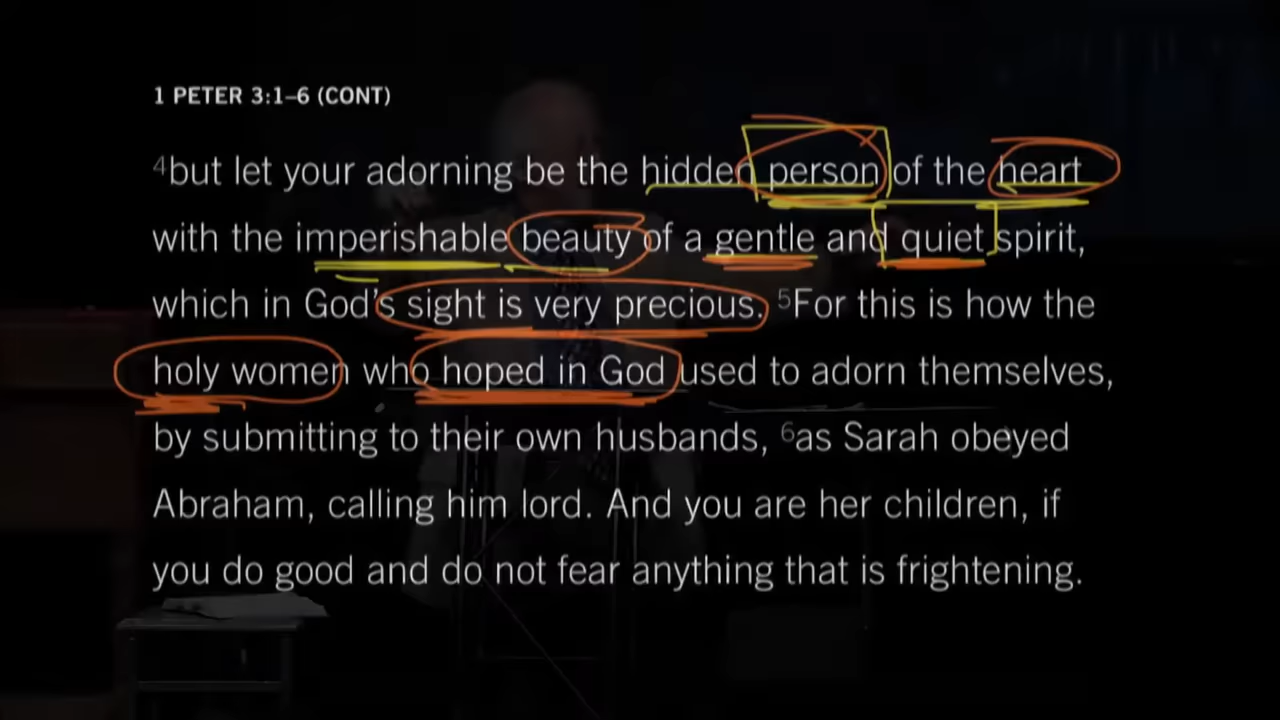 1 PETER 3:1–6 (CONT)
4but let your adorning be the hidden person of the heart
with the imperishable beauty of a gentle and quiet spirit,
which in God's sight is very precious. 5For this is how the
holy women who hoped in God used to adorn themselves,
by submitting to their own husbands, 6as Sarah obeyed
Abraham, calling him lord. And you are her children, if
you do good and do not fear anything that is frightening.